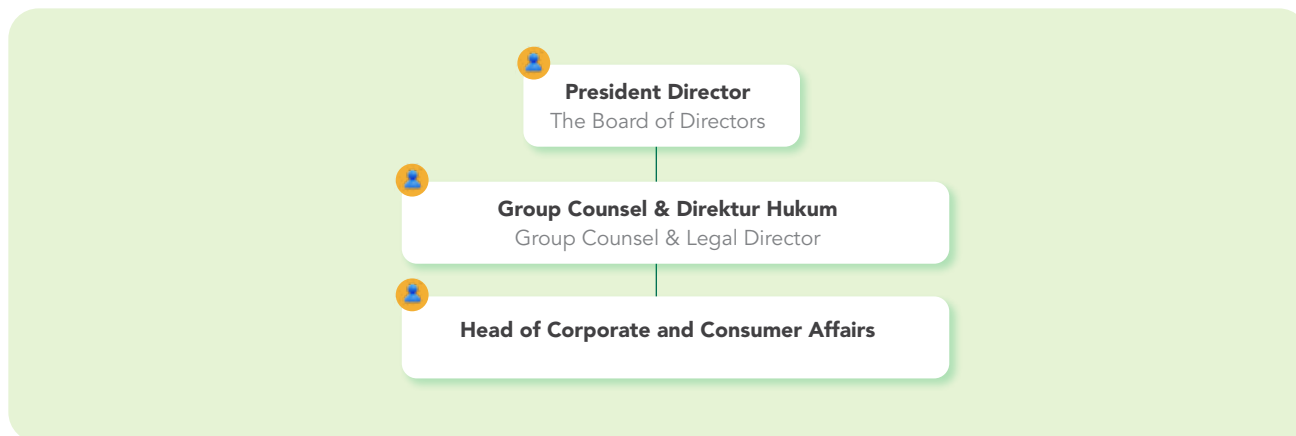 President Director
The Board of Directors
Group Counsel & Direktur Hukum
Group Counsel & Legal Director
Head of Corporate and Consumer Affairs